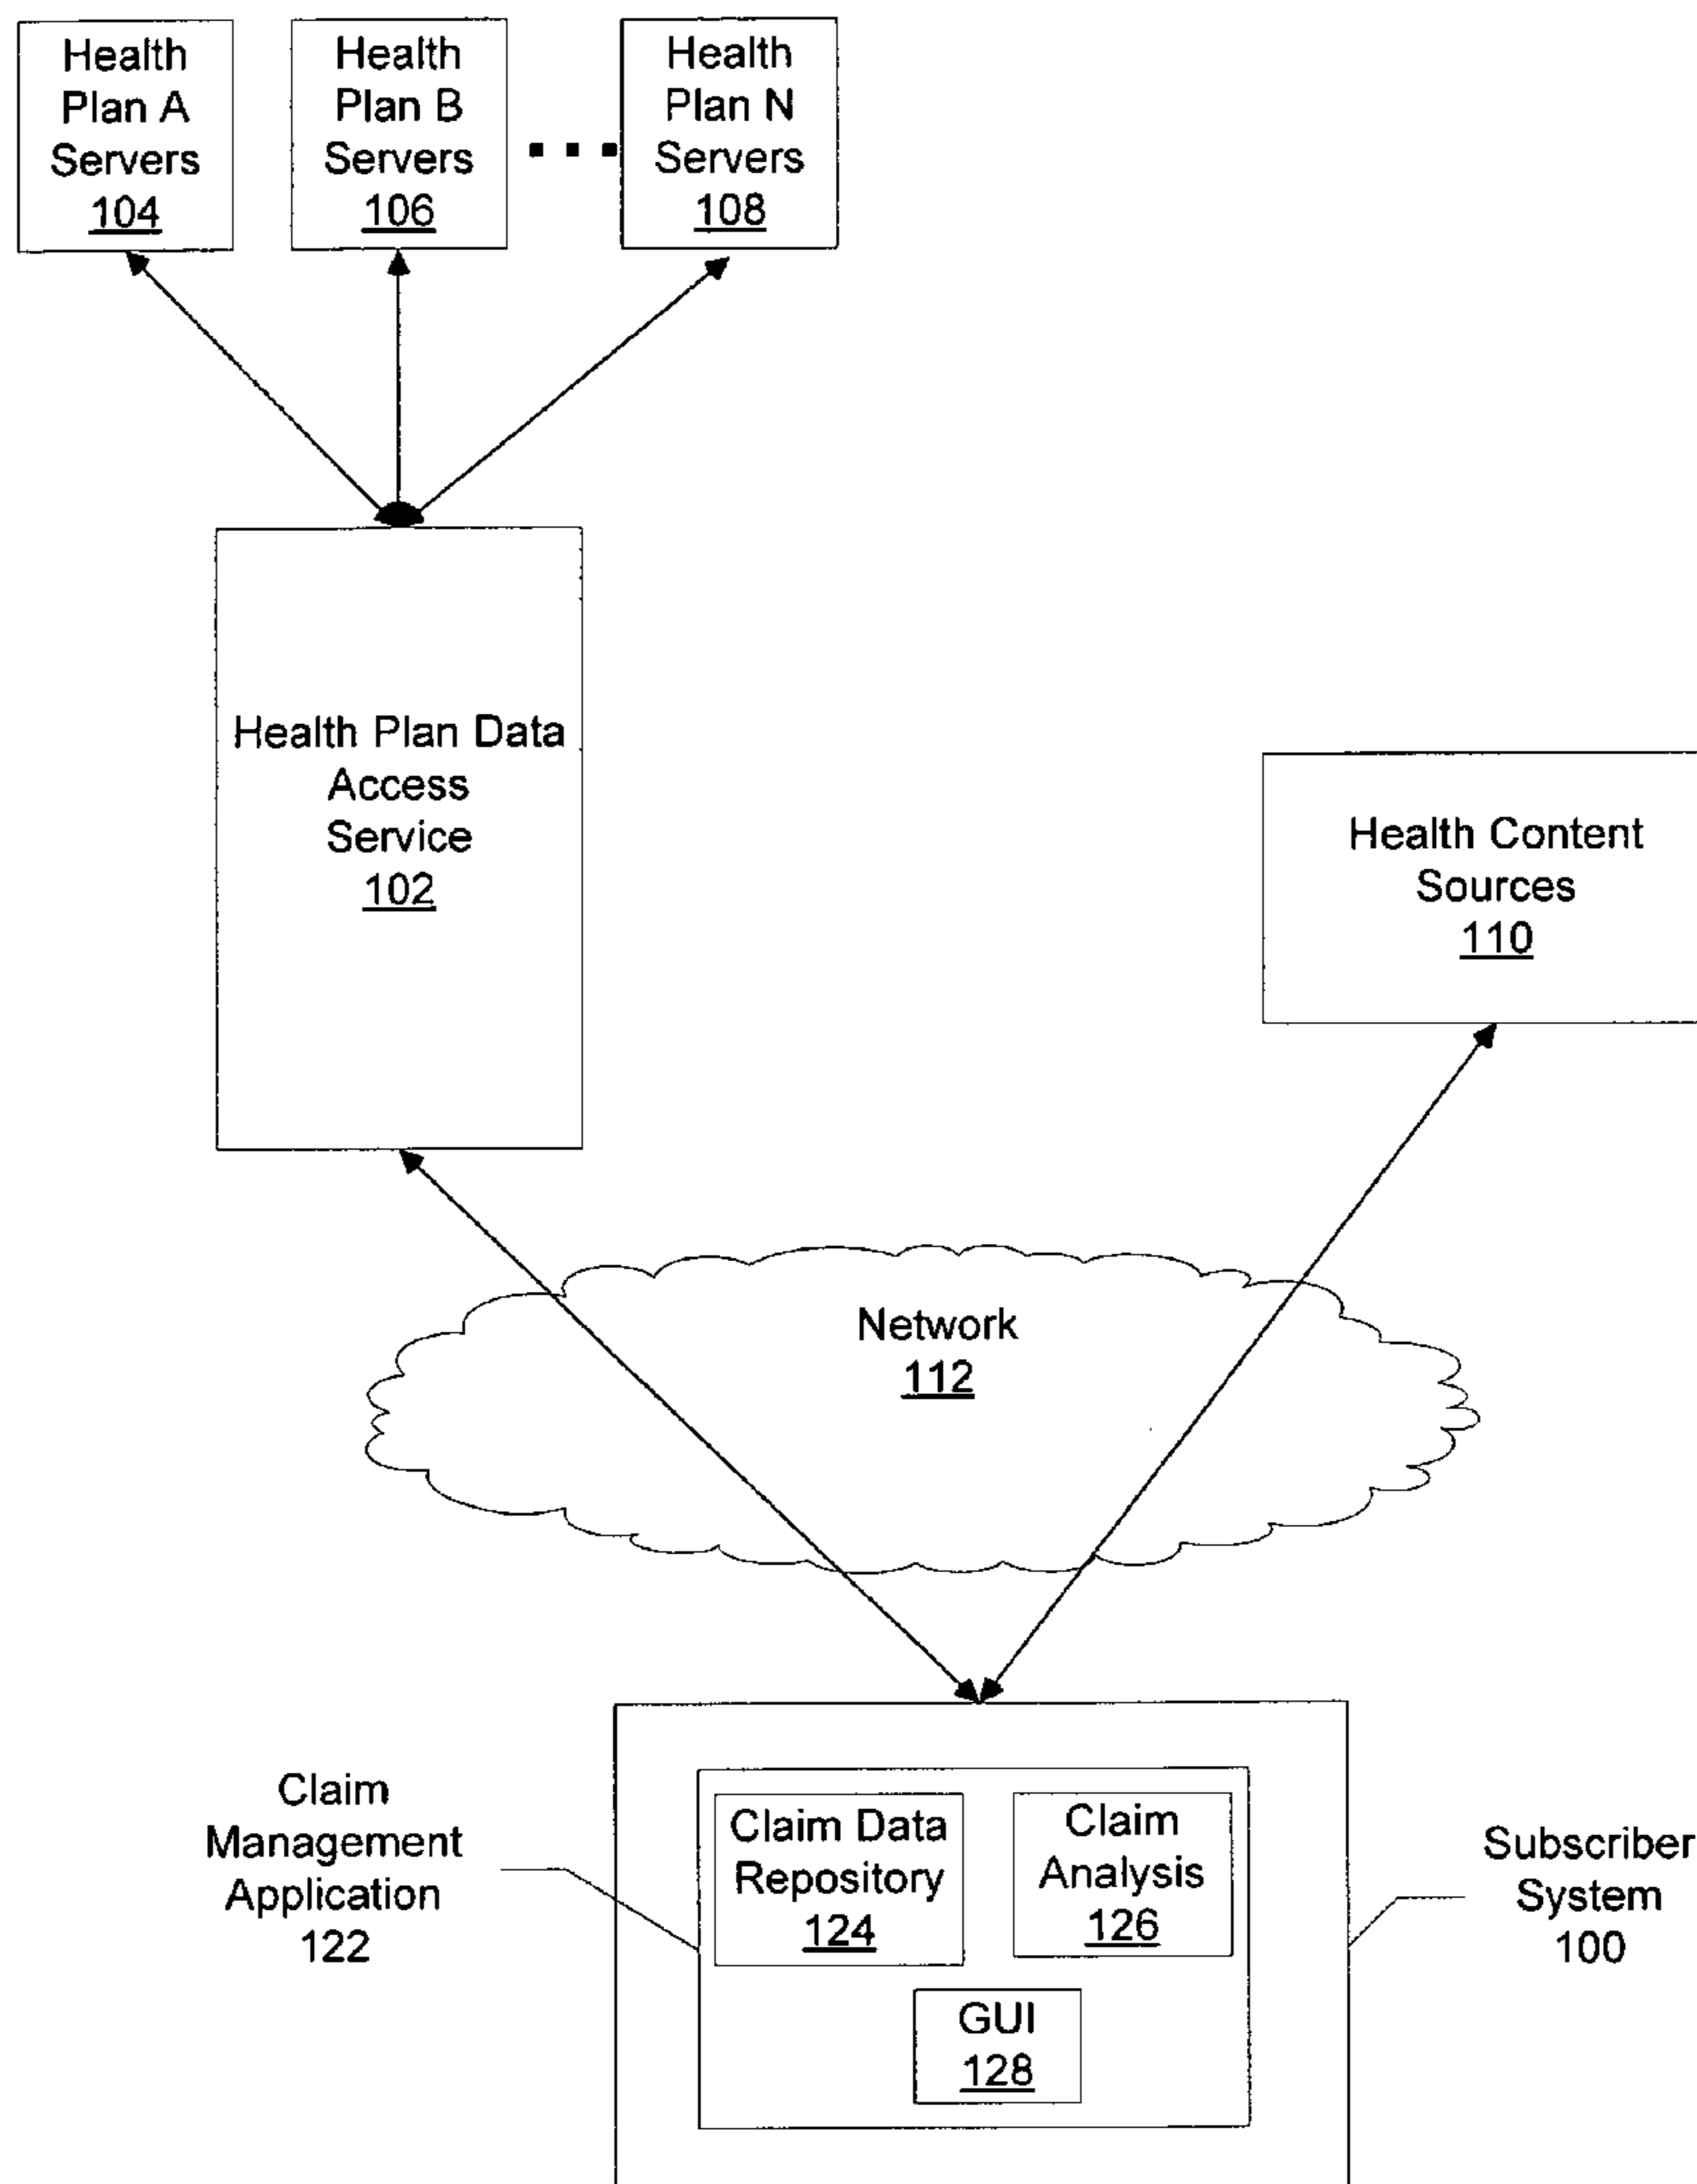 Health
Plan A
Servers
104
Health
Plan B
Servers
106
Health
Plan N
Servers
108
Health Plan Data
Access
Service
102
Health Content
Sources
110
Network
112
Claim
Management
Application
122
Claim Data
Repository
124
Claim
Analysis
126
GUI
128
Subscriber
System
100